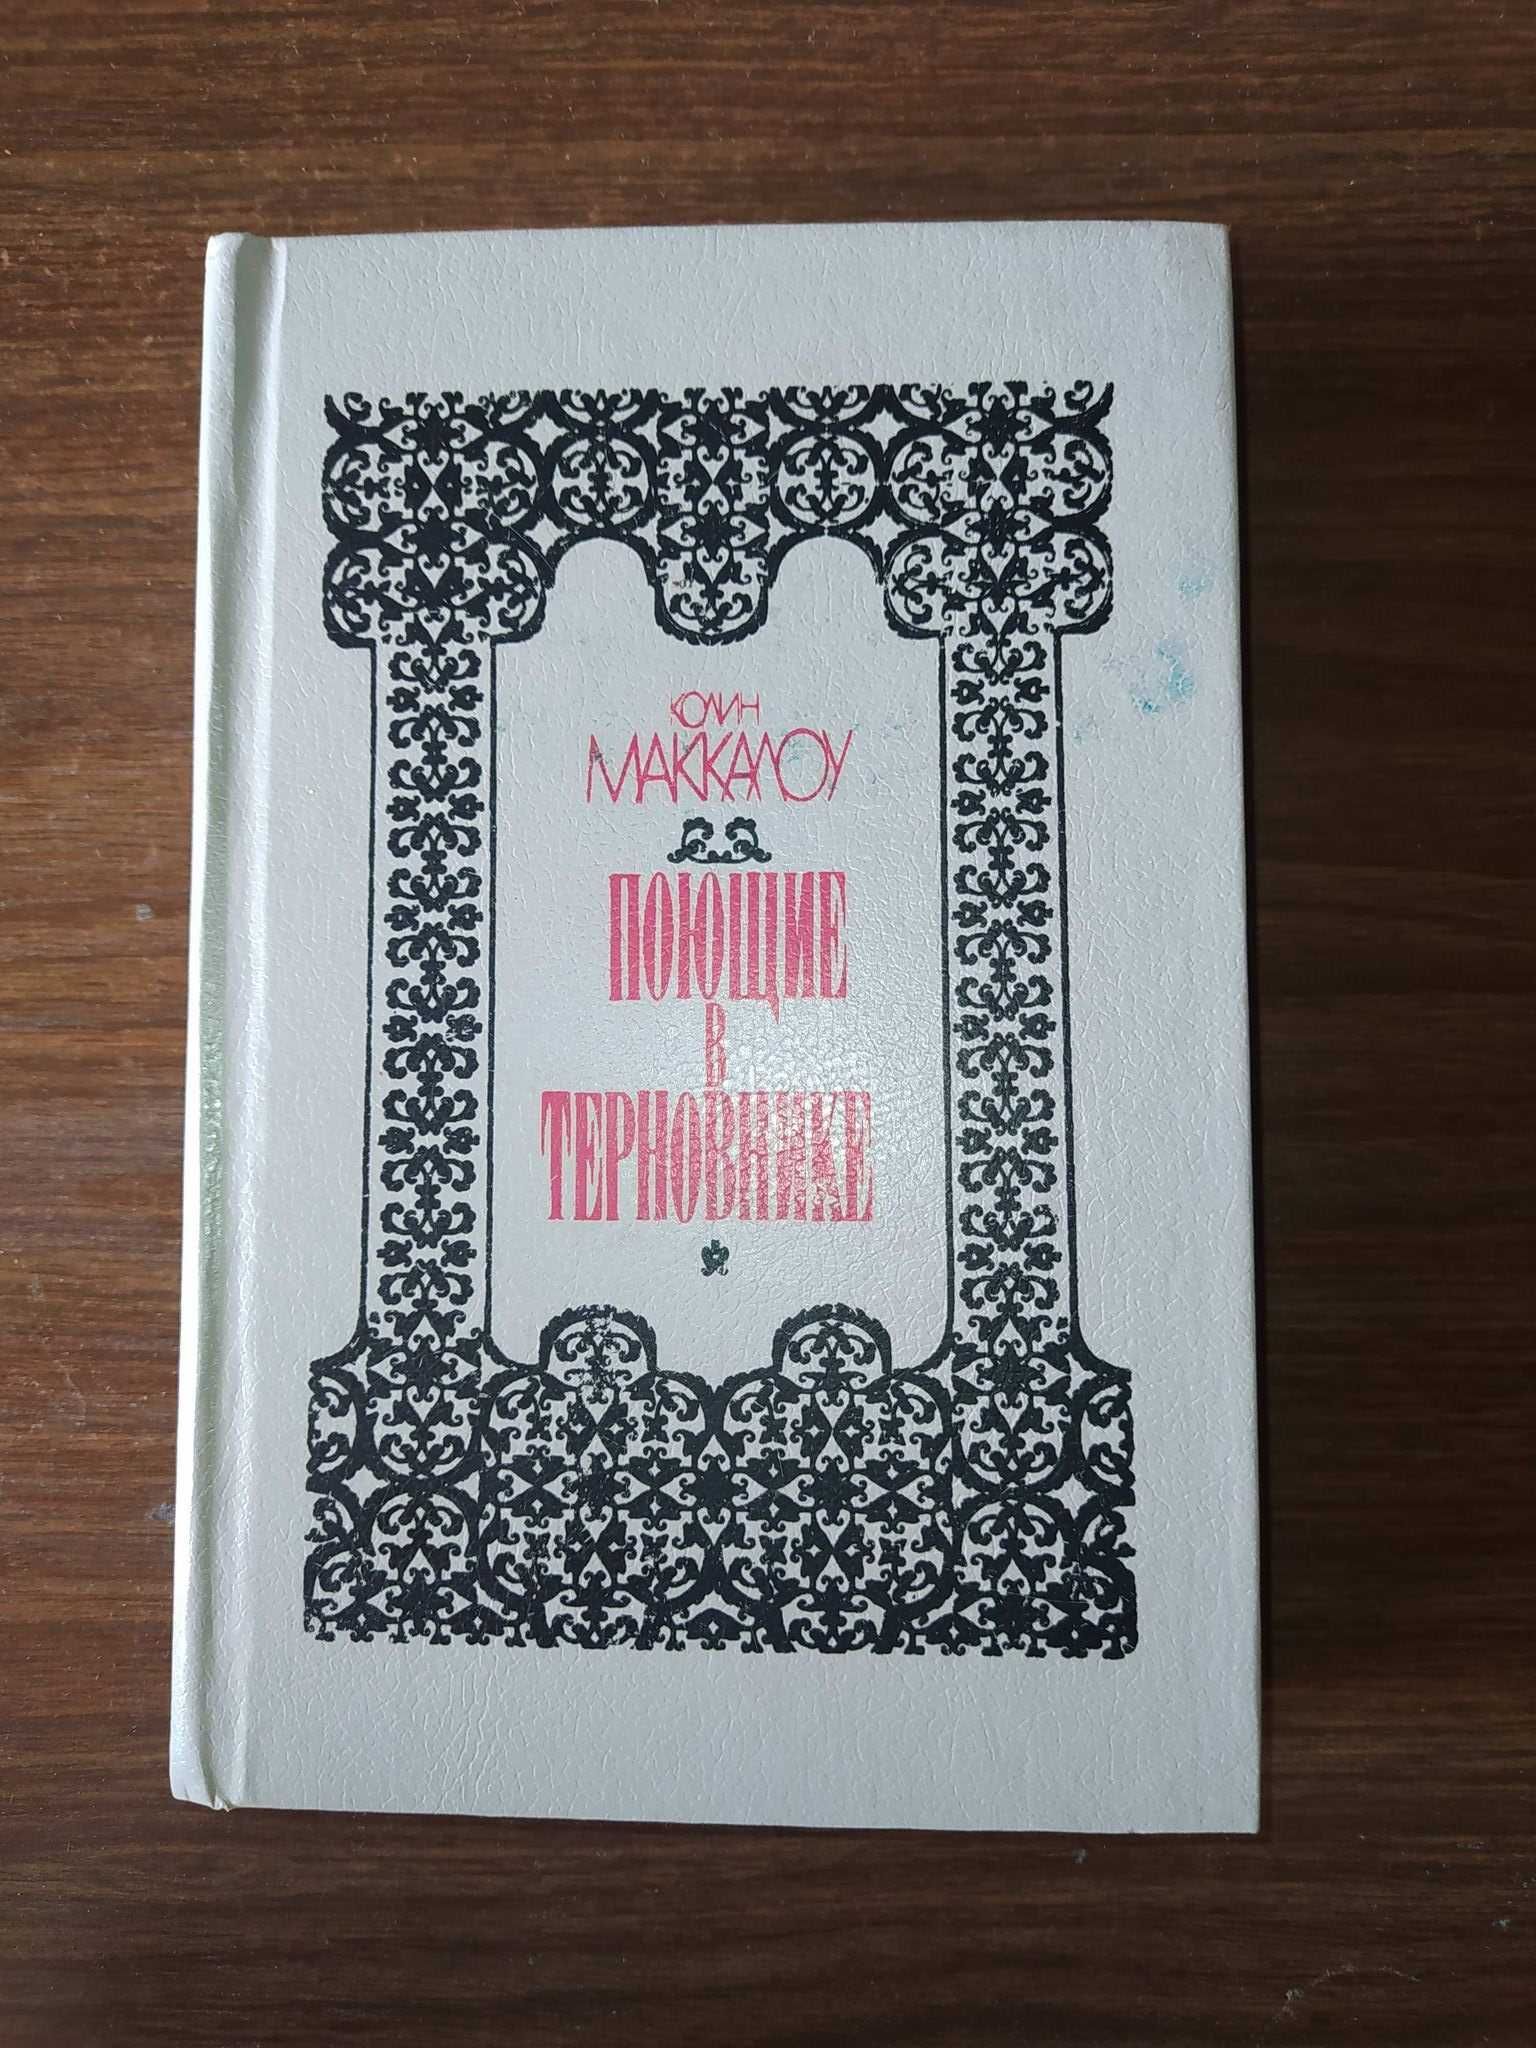 КОЛИН
МАККАЛОУ
ПОЮЩИЕ
В
ТЕРНОВНИКЕ